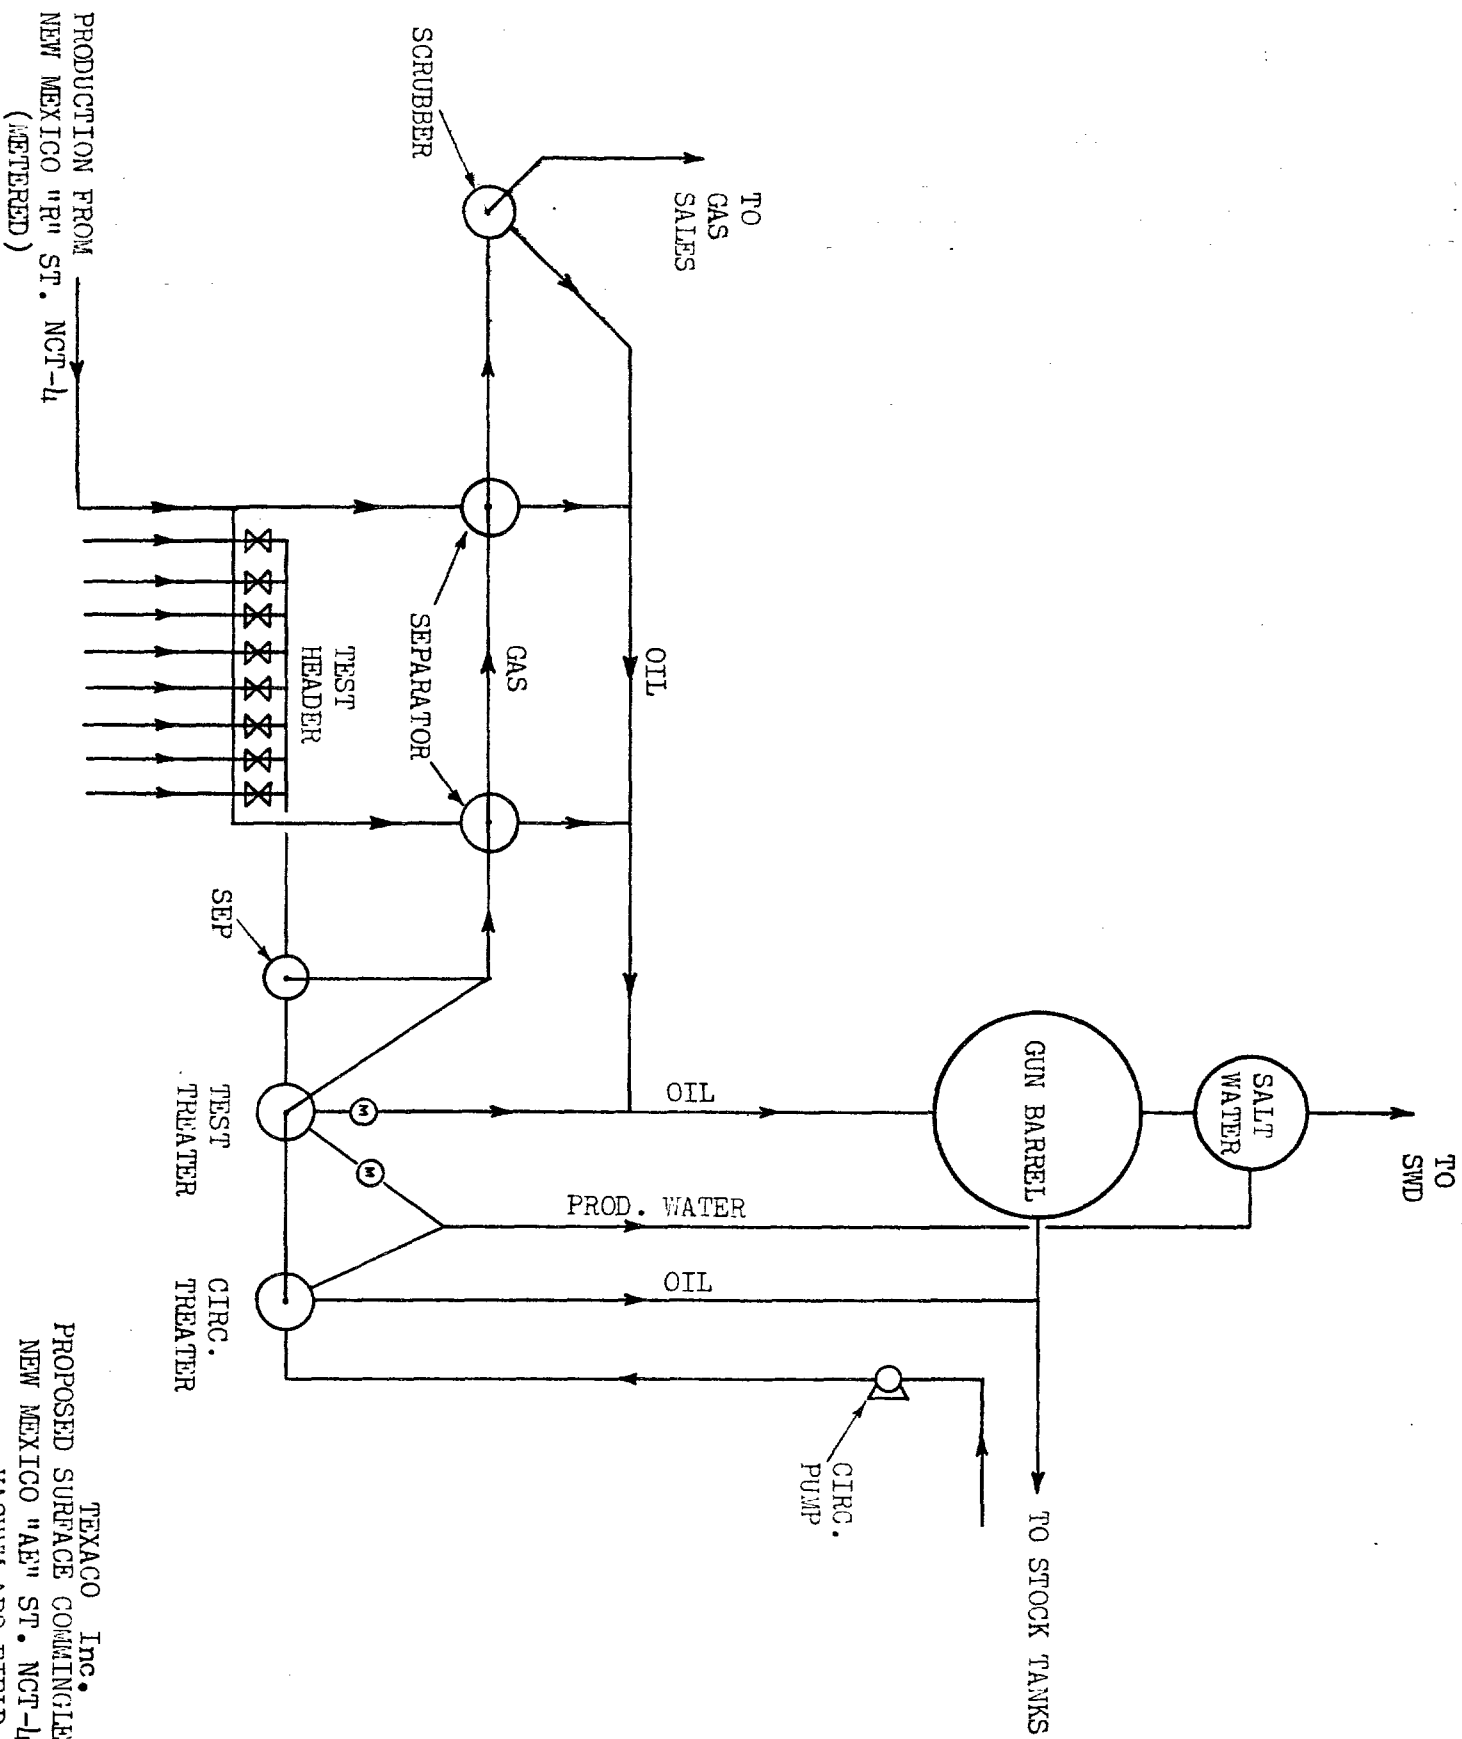 TO
SWD
SALT
WATER
GUN BARREL
TO STOCK TANKS
TO
GAS
SALES
OIL
OIL
PROD. WATER
OIL
CIRC.
PUMP
SCRUBBER
GAS
SEPARATOR
M
M
TEST
HEADER
SEP
TEST
TREATER
CIRC.
TREATER
PRODUCTION FROM
NEW MEXICO "R" ST. NCT-4
(METERED)
TEXACO Inc.
PROPOSED SURFACE COMMINGLE
NEW MEXICO "AE" ST. NCT-4